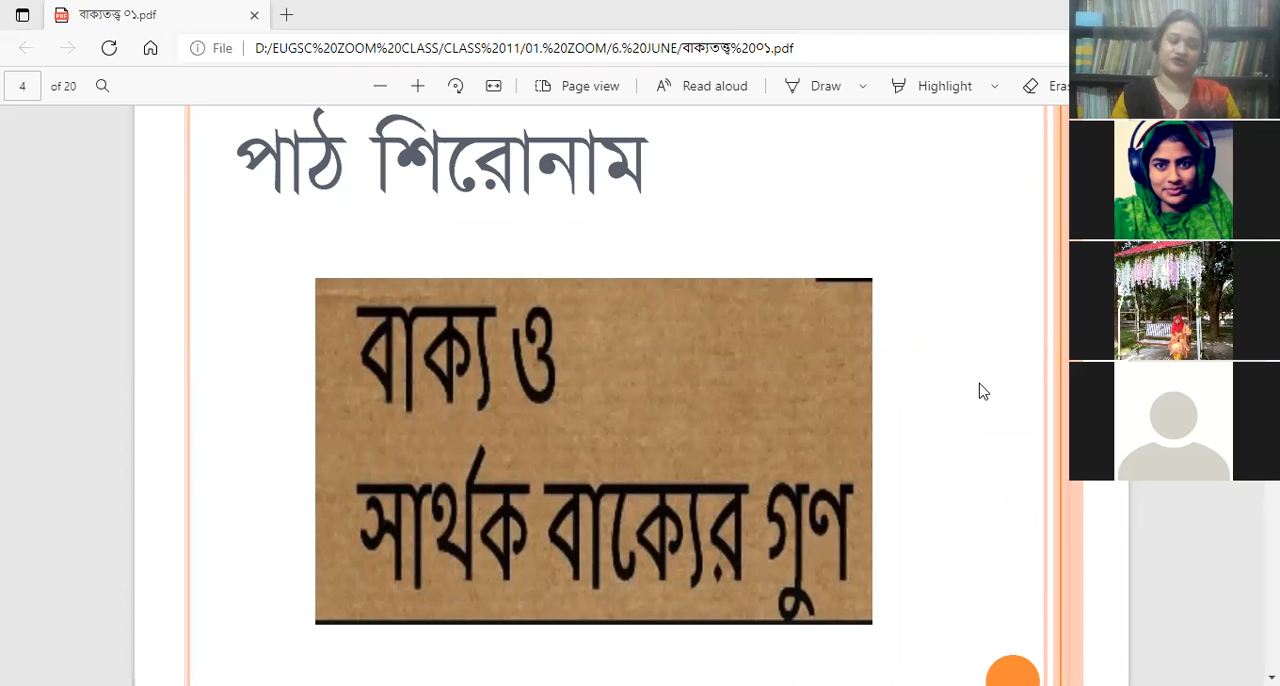 বাক্যতত্ত্ব ০১.pdf
File D:/EUGSC%20ZOOM%20CLASS/CLASS%2011/01.%20ZOOM/6.%20JUNE/বাক্যতত্ত্ব%20০১.pdf
4 of 20 Page view Read aloud Draw Highlight Eras
পাঠ শিরোনাম
বাক্য ও
সার্থক বাক্যের গুণ